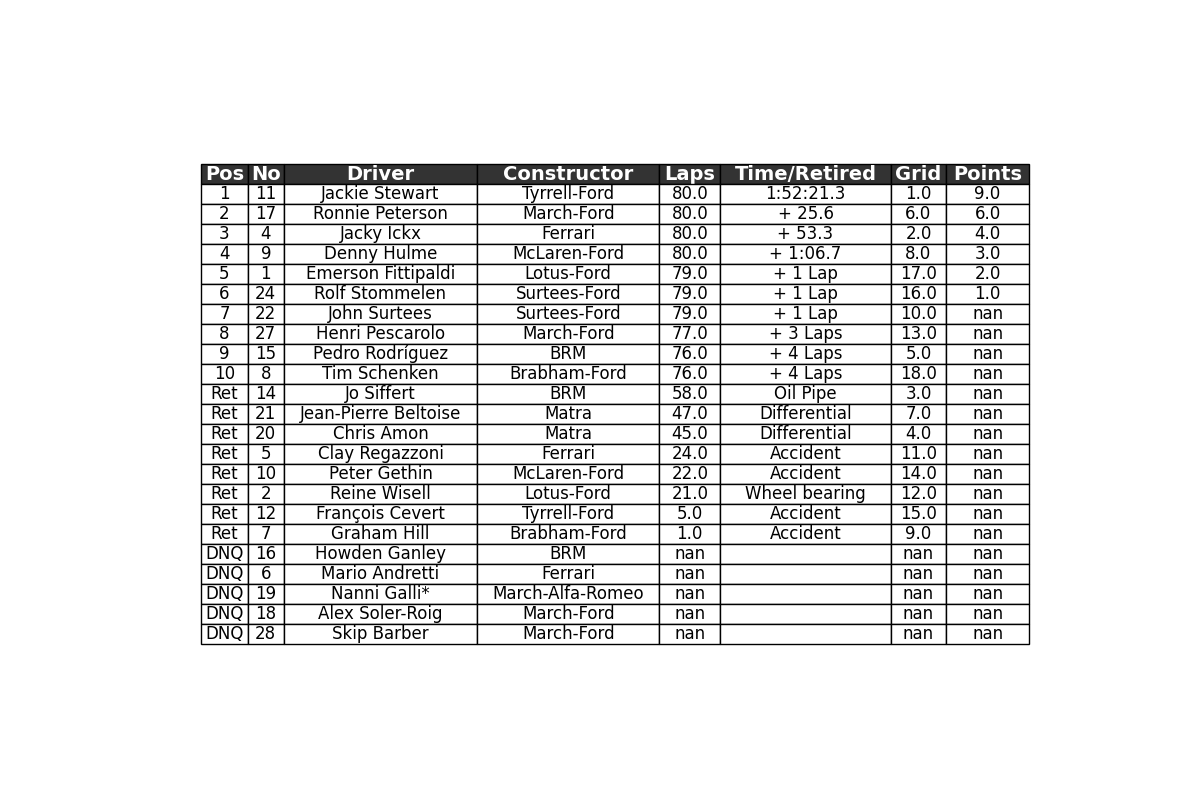 Pos No Driver Constructor Laps Time/Retired Grid Points
1 11 Jackie Stewart Tyrrell-Ford 80.0 1:52:21.3 1.0 9.0
2 17 Ronnie Peterson March-Ford 80.0 + 25.6 6.0 6.0
3 4 Jacky Ickx Ferrari 80.0 + 53.3 2.0 4.0
4 9 Denny Hulme McLaren-Ford 80.0 + 1:06.7 8.0 3.0
5 1 Emerson Fittipaldi Lotus-Ford 79.0 + 1 Lap 17.0 2.0
6 24 Rolf Stommelen Surtees-Ford 79.0 + 1 Lap 16.0 1.0
7 22 John Surtees Surtees-Ford 79.0 + 1 Lap 10.0 nan
8 27 Henri Pescarolo March-Ford 77.0 + 3 Laps 13.0 nan
9 15 Pedro Rodríguez BRM 76.0 + 4 Laps 5.0 nan
10 8 Tim Schenken Brabham-Ford 76.0 + 4 Laps 18.0 nan
Ret 14 Jo Siffert BRM 58.0 Oil Pipe 3.0 nan
Ret 21 Jean-Pierre Beltoise Matra 47.0 Differential 7.0 nan
Ret 20 Chris Amon Matra 45.0 Differential 4.0 nan
Ret 5 Clay Regazzoni Ferrari 24.0 Accident 11.0 nan
Ret 10 Peter Gethin McLaren-Ford 22.0 Accident 14.0 nan
Ret 2 Reine Wisell Lotus-Ford 21.0 Wheel bearing 12.0 nan
Ret 12 François Cevert Tyrrell-Ford 5.0 Accident 15.0 nan
Ret 7 Graham Hill Brabham-Ford 1.0 Accident 9.0 nan
DNQ 16 Howden Ganley BRM nan nan nan
DNQ 6 Mario Andretti Ferrari nan nan nan
DNQ 19 Nanni Galli* March-Alfa-Romeo nan nan nan
DNQ 18 Alex Soler-Roig March-Ford nan nan nan
DNQ 28 Skip Barber March-Ford nan nan nan